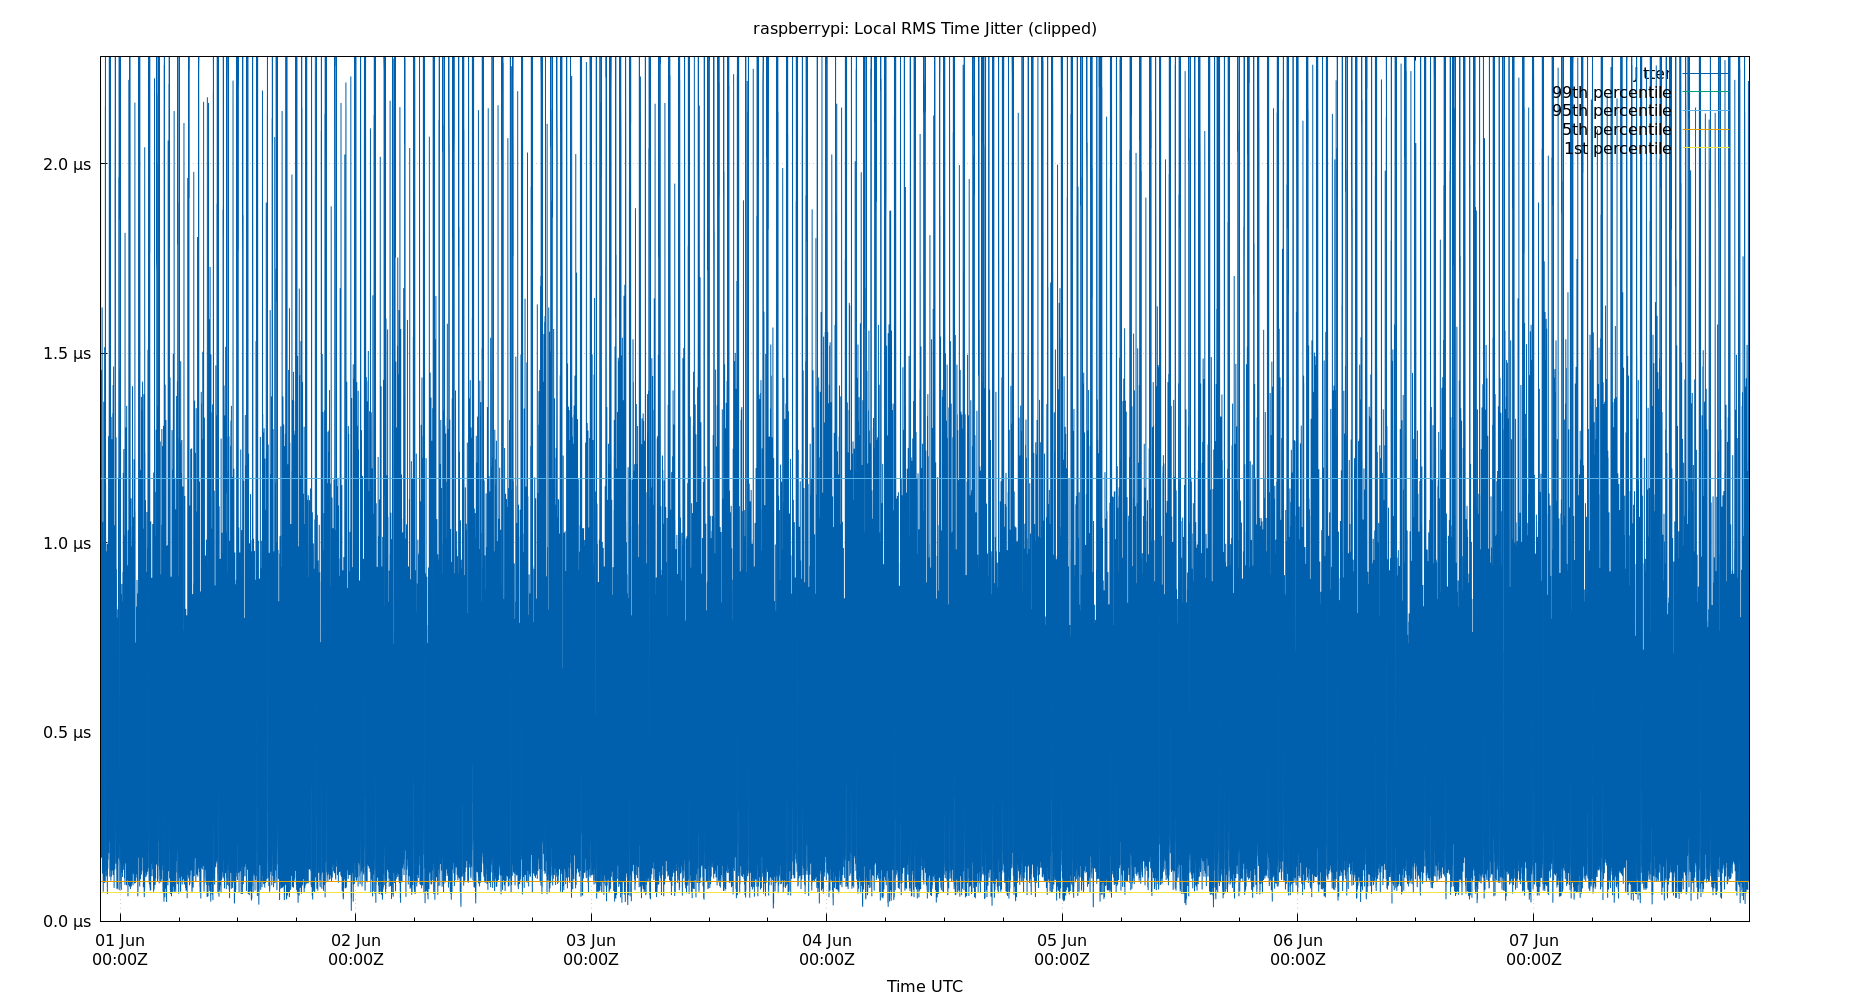 raspberrypi: Local RMS Time Jitter (clipped)
jitter
99th percentile
95th percentile
5th percentile
1st percentile
2.0 µs
1.5 µs
1.0 µs
0.5 µs
0.0 µs
01 Jun 02 Jun 03 Jun 04 Jun 05 Jun 06 Jun 07 Jun
00:00Z 00:00Z 00:00Z 00:00Z 00:00Z 00:00Z 00:00Z
Time UTC